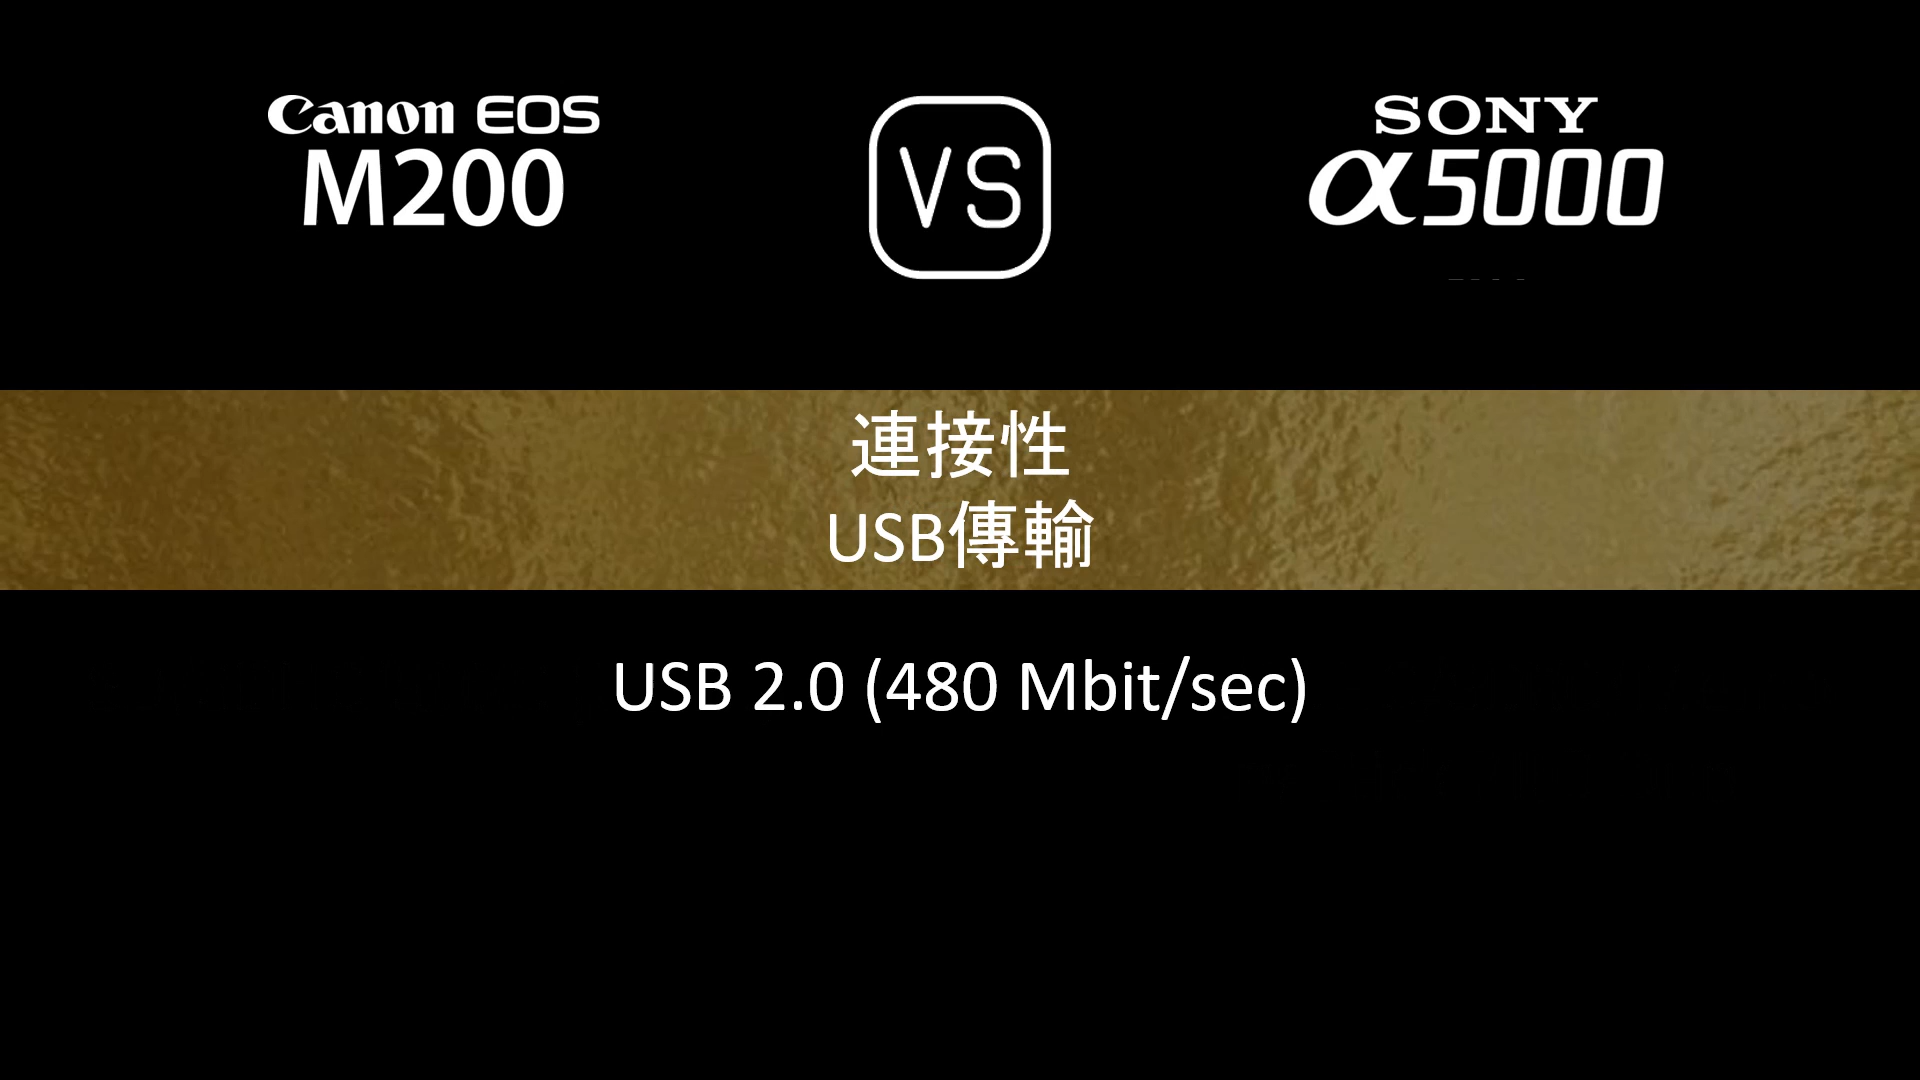 Canon EOS
M200
VS
SONY
α5000
連接性
USB傳輸
USB 2.0 (480 Mbit/sec)